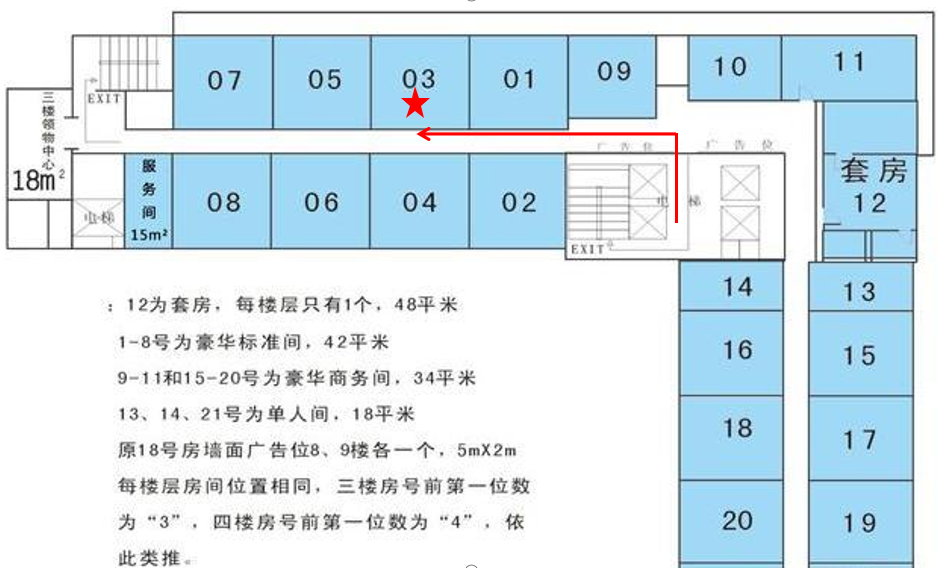 07
05
03
01
09
10
11
EXIT
三楼领物中心
18m²
广告位
广告位
服务间
15m²
电梯
08
06
04
02
电梯
EXIT
套房
12
14
13
16
15
18
17
20
19
：12为套房，每楼层只有1个，48平米
1-8号为豪华标准间，42平米
9-11和15-20号为豪华商务间，34平米
13、14、21号为单人间，18平米
原18号房墙面广告位8、9楼各一个，5mX2m
每楼层房间位置相同，三楼房号前第一位数
为“3”，四楼房号前第一位数为“4”，依
此类推。